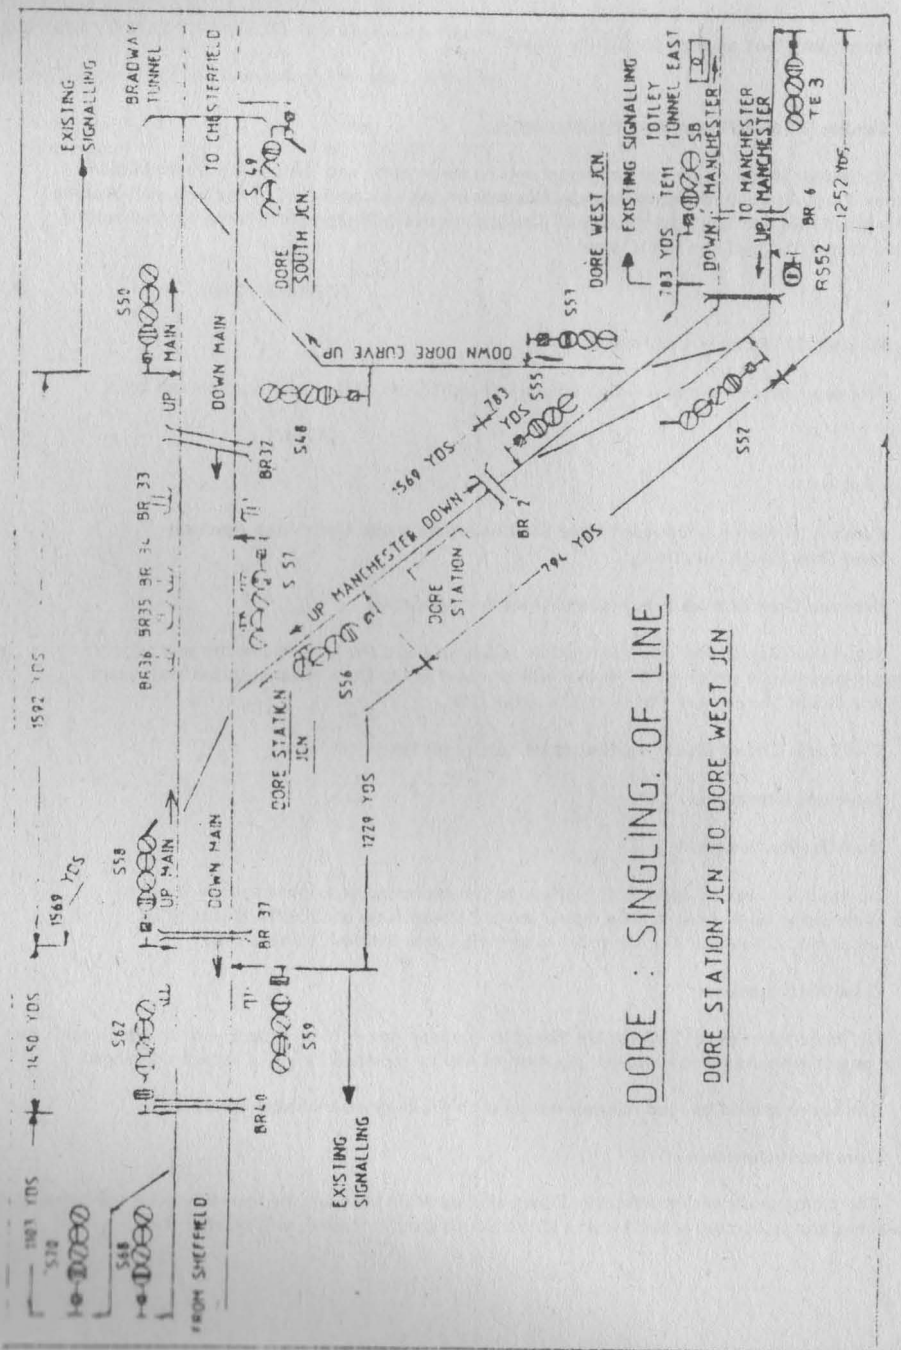 EXISTING
SIGNALLING
BRADWAY
TUNNEL
TO CHESTERFIELD
S 49
DORE
SOUTH JCN
DORE WEST JCN
EXISTING SIGNALLING
TOTLEY
TUNNEL EAST
SB
TE11
783 YDS
DOWN MANCHESTER
TO MANCHESTER
UP MANCHESTER
TE 3
BR 6
RS52
1252 YDS
S50
UP MAIN
DOWN MAIN
DOWN DORE CURVE UP
S53
S55
S48
BR32
BR 33
BR 34
BR35
BR36
1569 YDS
783
YDS
BR 2
S52
794 YDS
S 57
UP MANCHESTER DOWN
DORE
STATION
S56
DORE STATION
JCN
1592 YDS
1229 YDS
S58
UP MAIN
DOWN MAIN
1569 YDS
BR 37
S62
S59
1450 YDS
BR40
EXISTING
SIGNALLING
1103 YDS
S70
S68
FROM SHEFFIELD
DORE : SINGLING. OF LINE
DORE STATION JCN TO DORE WEST JCN